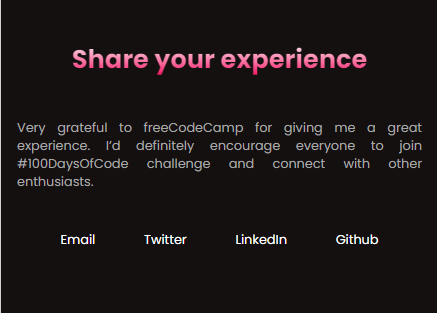 Share your experience
Very grateful to freeCodeCamp for giving me a great
experience. I’d definitely encourage everyone to join
#100DaysOfCode challenge and connect with other
enthusiasts.
Email Twitter LinkedIn Github